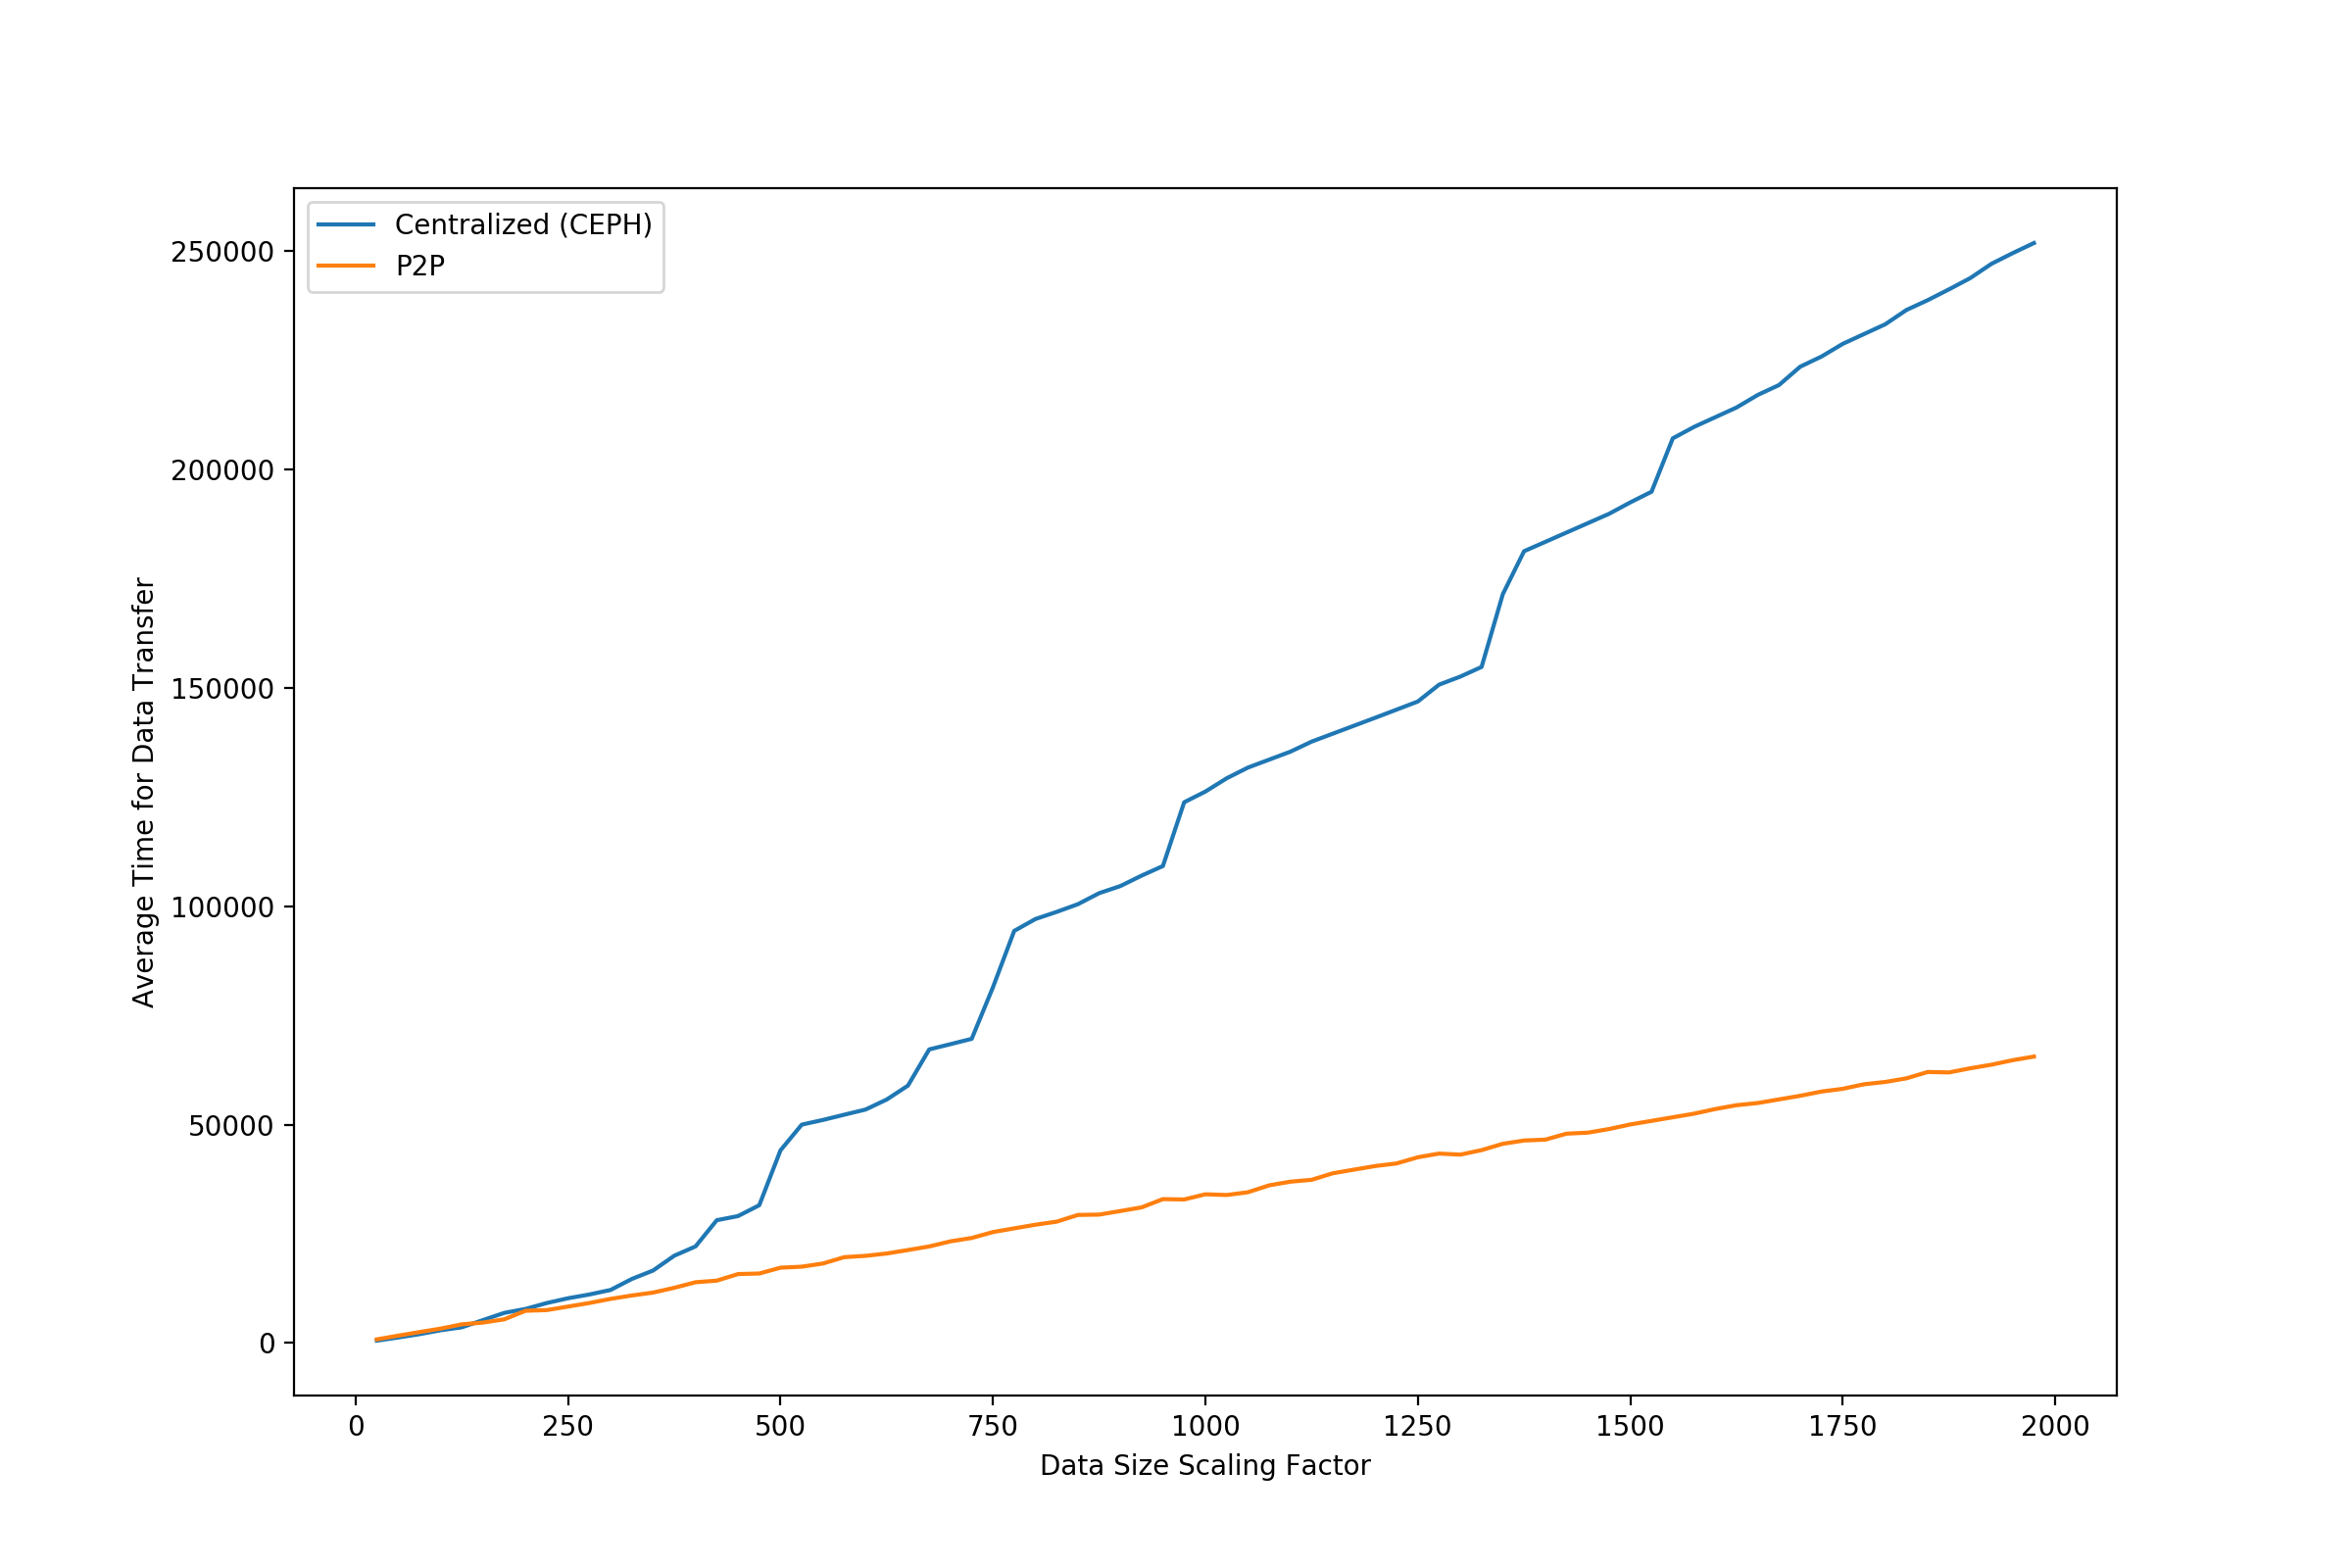 Centralized (CEPH)
P2P
250000
200000
150000
100000
50000
0
Average Time for Data Transfer
0 250 500 750 1000 1250 1500 1750 2000
Data Size Scaling Factor